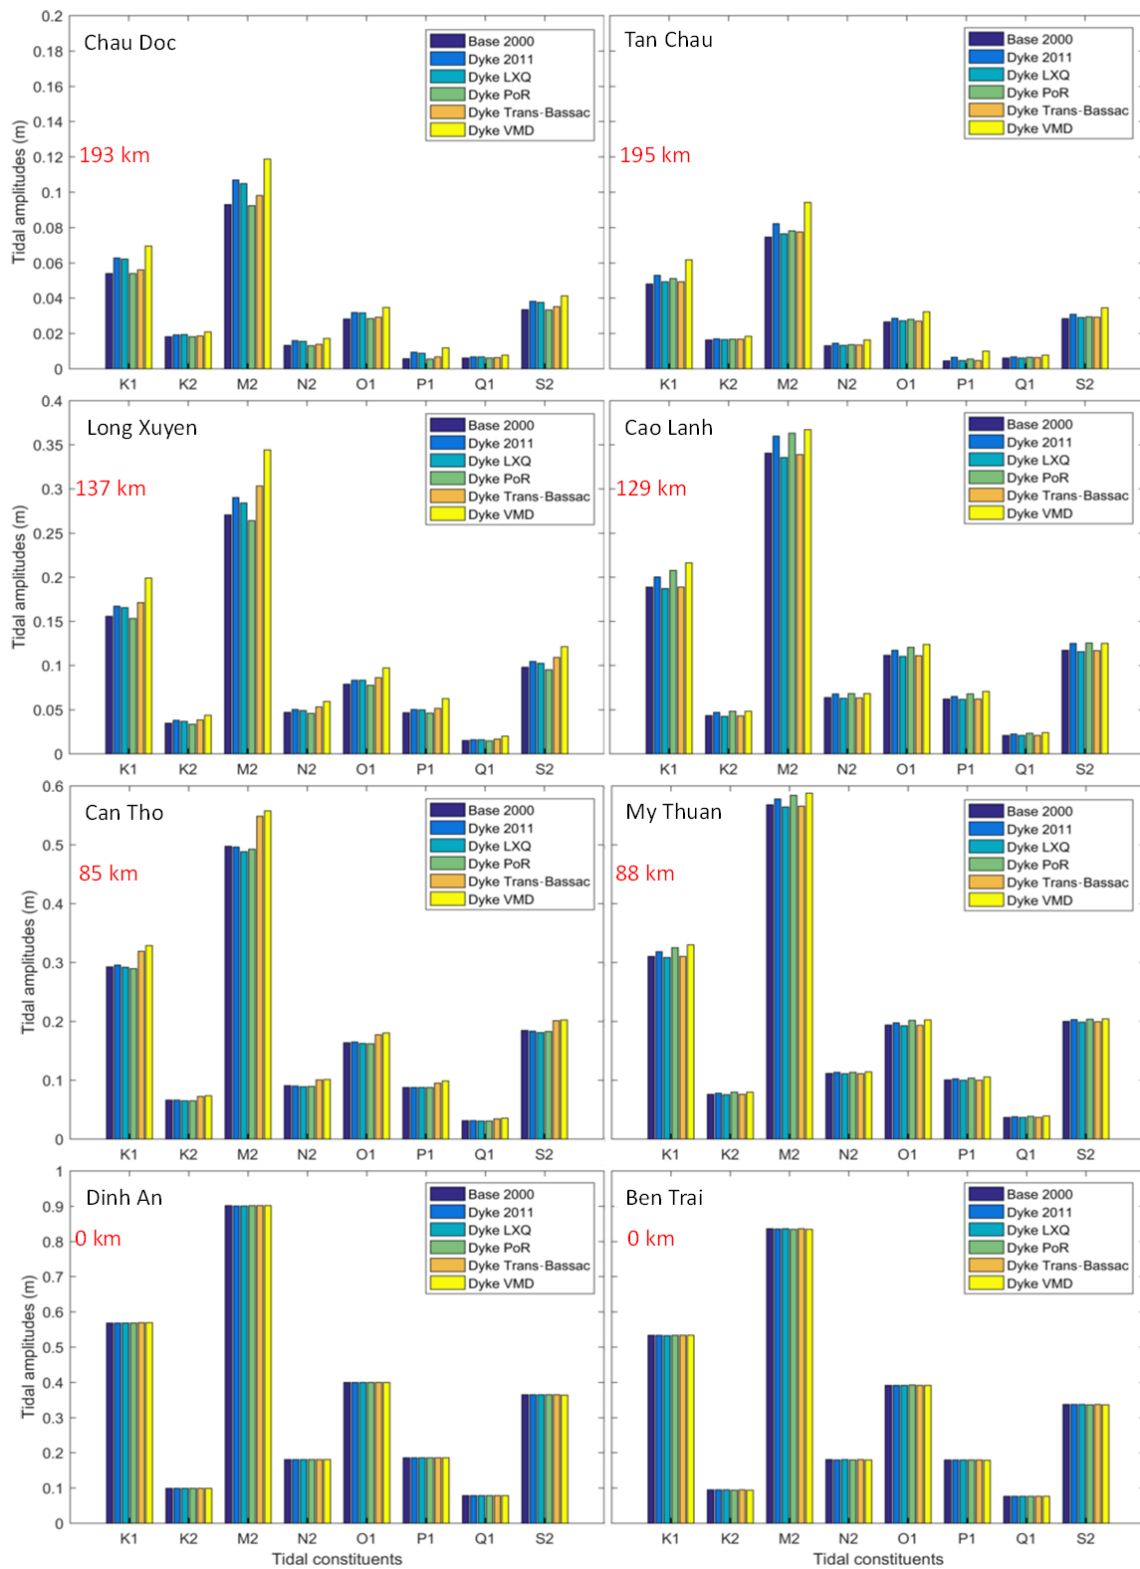 Chau Doc
193 km
Tidal amplitudes (m)
0.2
0.18
0.16
0.14
0.12
0.1
0.08
0.06
0.04
0.02
0
Base 2000
Dyke 2011
Dyke LXQ
Dyke PoR
Dyke Trans-Bassac
Dyke VMD
K1 K2 M2 N2 O1 P1 Q1 S2
Tan Chau
195 km
Base 2000
Dyke 2011
Dyke LXQ
Dyke PoR
Dyke Trans-Bassac
Dyke VMD
K1 K2 M2 N2 O1 P1 Q1 S2
Long Xuyen
137 km
Tidal amplitudes (m)
0.4
0.35
0.3
0.25
0.2
0.15
0.1
0.05
0
Base 2000
Dyke 2011
Dyke LXQ
Dyke PoR
Dyke Trans-Bassac
Dyke VMD
K1 K2 M2 N2 O1 P1 Q1 S2
Cao Lanh
129 km
Base 2000
Dyke 2011
Dyke LXQ
Dyke PoR
Dyke Trans-Bassac
Dyke VMD
K1 K2 M2 N2 O1 P1 Q1 S2
Can Tho
85 km
Tidal amplitudes (m)
0.6
0.5
0.4
0.3
0.2
0.1
0
Base 2000
Dyke 2011
Dyke LXQ
Dyke PoR
Dyke Trans-Bassac
Dyke VMD
K1 K2 M2 N2 O1 P1 Q1 S2
My Thuan
88 km
Base 2000
Dyke 2011
Dyke LXQ
Dyke PoR
Dyke Trans-Bassac
Dyke VMD
K1 K2 M2 N2 O1 P1 Q1 S2
Dinh An
0 km
Tidal amplitudes (m)
1
0.9
0.8
0.7
0.6
0.5
0.4
0.3
0.2
0.1
0
Base 2000
Dyke 2011
Dyke LXQ
Dyke PoR
Dyke Trans-Bassac
Dyke VMD
K1 K2 M2 N2 O1 P1 Q1 S2
Tidal constituents
Ben Trai
0 km
Base 2000
Dyke 2011
Dyke LXQ
Dyke PoR
Dyke Trans-Bassac
Dyke VMD
K1 K2 M2 N2 O1 P1 Q1 S2
Tidal constituents